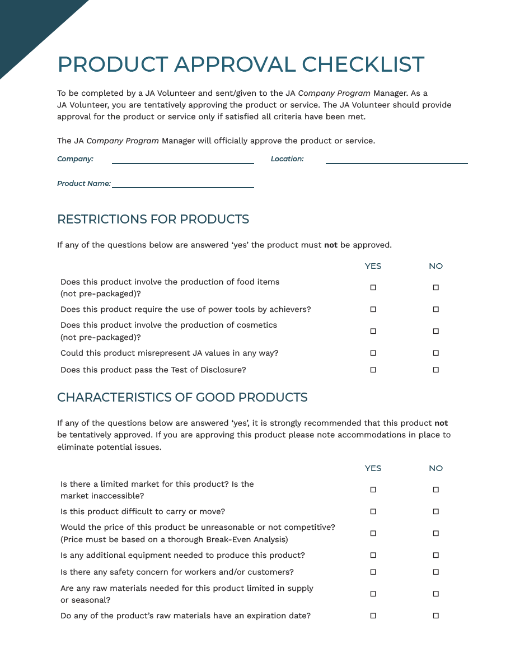 PRODUCT APPROVAL CHECKLIST
To be completed by a JA Volunteer and sent/given to the JA Company Program Manager. As a
JA Volunteer, you are tentatively approving the product or service. The JA Volunteer should provide
approval for the product or service only if satisfied all criteria have been met.
The JA Company Program Manager will officially approve the product or service.
Company: Location:
Product Name:
RESTRICTIONS FOR PRODUCTS
If any of the questions below are answered ‘yes’ the product must not be approved.
YES NO
Does this product involve the production of food items
(not pre-packaged)?
Does this product require the use of power tools by achievers?
Does this product involve the production of cosmetics
(not pre-packaged)?
Could this product misrepresent JA values in any way?
Does this product pass the Test of Disclosure?
CHARACTERISTICS OF GOOD PRODUCTS
If any of the questions below are answered ‘yes’, it is strongly recommended that this product not
be tentatively approved. If you are approving this product please note accommodations in place to
eliminate potential issues.
YES NO
Is there a limited market for this product? Is the
market inaccessible?
Is this product difficult to carry or move?
Would the price of this product be unreasonable or not competitive?
(Price must be based on a thorough Break-Even Analysis)
Is any additional equipment needed to produce this product?
Is there any safety concern for workers and/or customers?
Are any raw materials needed for this product limited in supply
or seasonal?
Do any of the product’s raw materials have an expiration date?